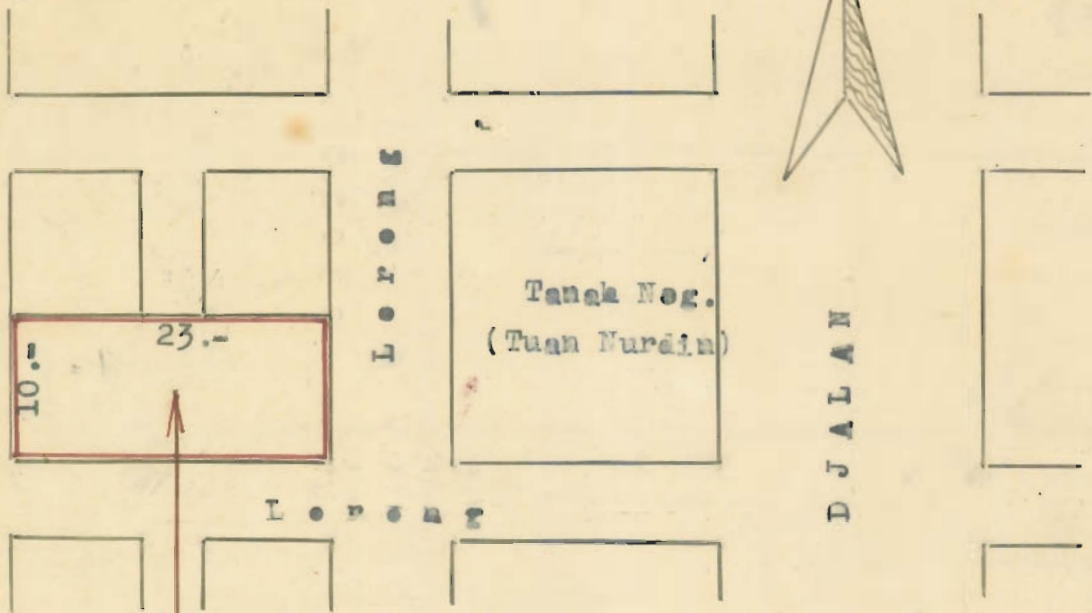 Lorong
Tanah Neg.
(Tuan Nurdin)
23.-
10.-
DJALAN
Lorong